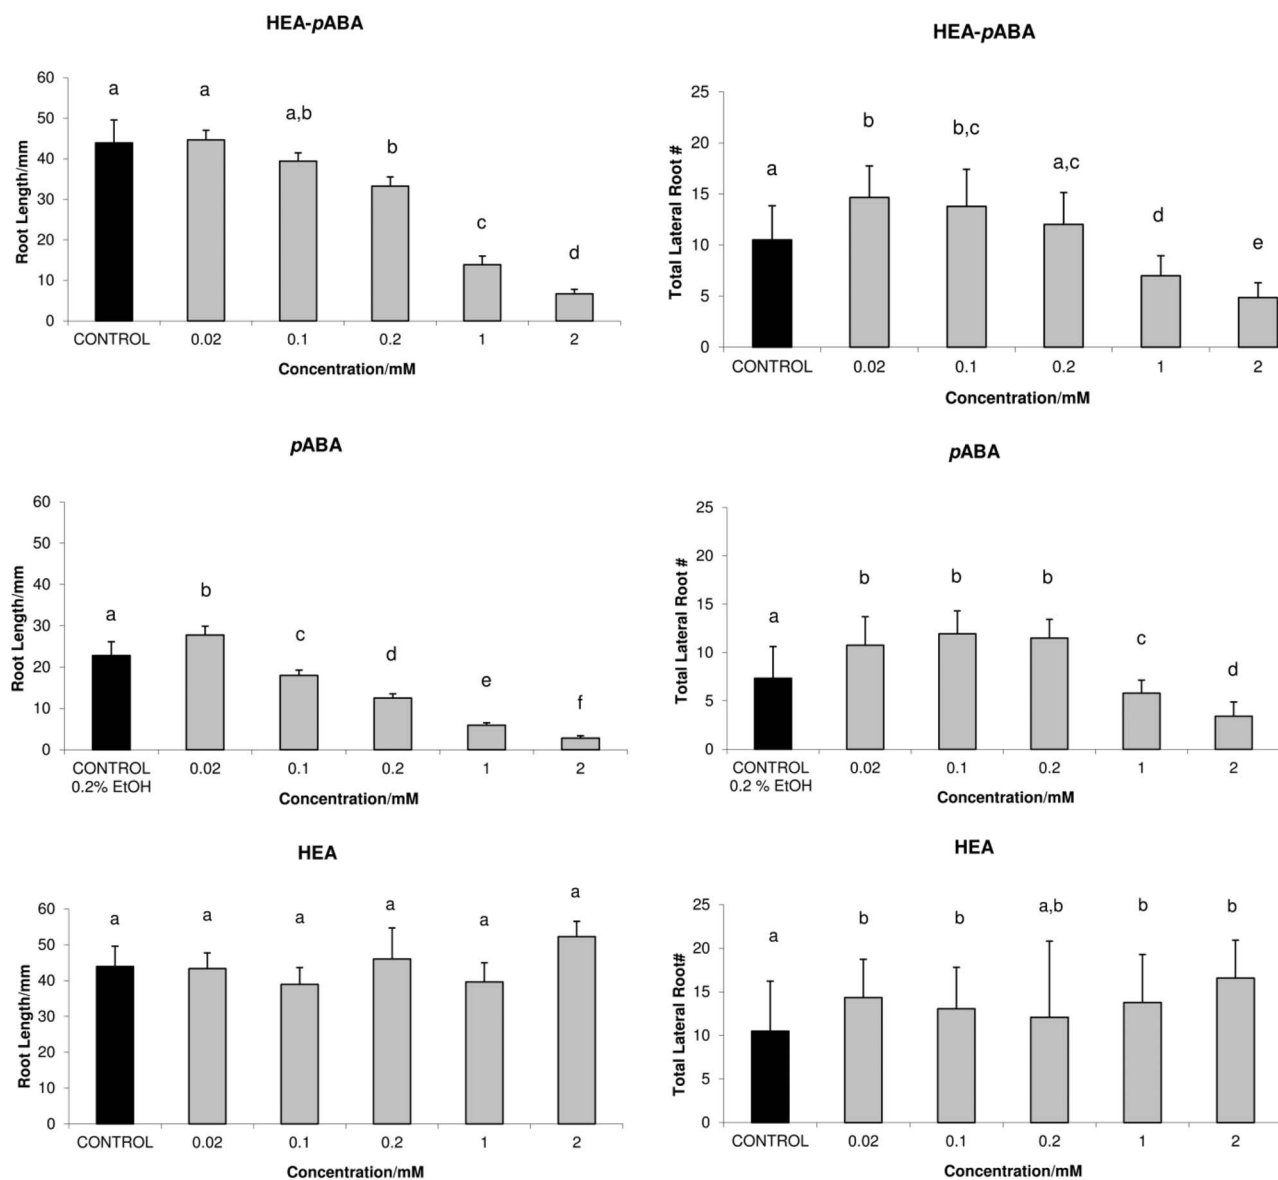 HEA-pABA
a
a
a,b
b
c
d
60
50
40
30
20
10
0
Root Length/mm
CONTROL 0.02 0.1 0.2 1 2
Concentration/mM
HEA-pABA
a
b
b,c
a,c
d
e
25
20
15
10
5
0
Total Lateral Root #
CONTROL 0.02 0.1 0.2 1 2
Concentration/mM
pABA
a
b
c
d
e
f
60
50
40
30
20
10
0
Root Length/mm
CONTROL 0.02 0.1 0.2 1 2
0.2% EtOH
Concentration/mM
pABA
a
b
b
b
c
d
25
20
15
10
5
0
Total Lateral Root #
CONTROL 0.02 0.1 0.2 1 2
0.2 % EtOH
Concentration/mM
HEA
a
a
a
a
a
a
60
50
40
30
20
10
0
Root Length/mm
CONTROL 0.02 0.1 0.2 1 2
Concentration/mM
HEA
a
b
b
a,b
b
b
25
20
15
10
5
0
Total Lateral Root#
CONTROL 0.02 0.1 0.2 1 2
Concentration/mM